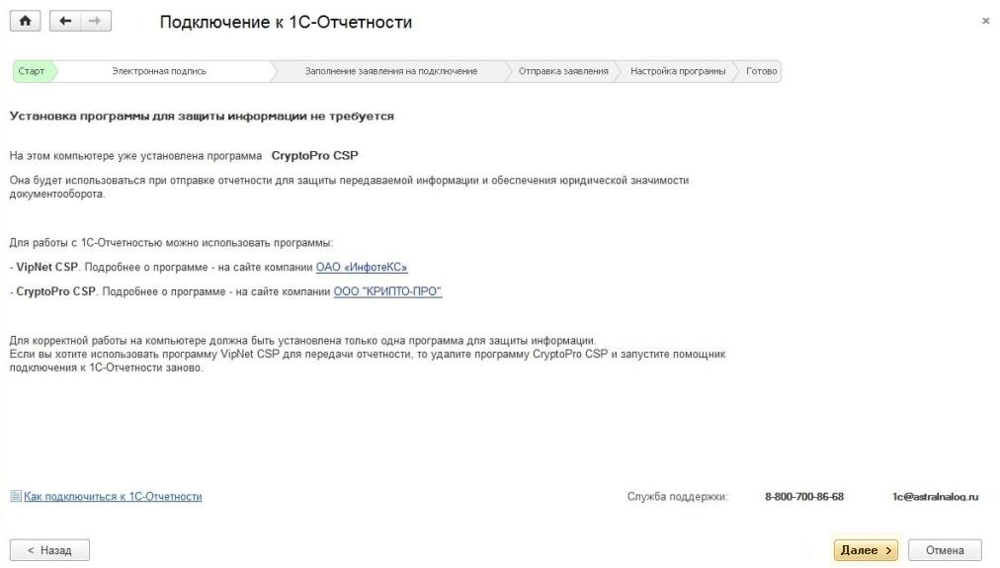 Подключение к 1С-Отчетности
×
Старт
Электронная подпись
Заполнение заявления на подключение
Отправка заявления
Настройка программы
Готово
Установка программы для защиты информации не требуется
На этом компьютере уже установлена программа CryptoPro CSP
Она будет использоваться при отправке отчетности для защиты передаваемой информации и обеспечения юридической значимости
документооборота.
Для работы с 1С-Отчетностью можно использовать программы:
- VipNet CSP. Подробнее о программе - на сайте компании ОАО «ИнфотеКС»
- CryptoPro CSP. Подробнее о программе - на сайте компании ООО "КРИПТО-ПРО"
Для корректной работы на компьютере должна быть установлена только одна программа для защиты информации.
Если вы хотите использовать программу VipNet CSP для передачи отчетности, то удалите программу CryptoPro CSP и запустите помощник
подключения к 1С-Отчетности заново.
Как подключиться к 1С-Отчетности
Служба поддержки:
8-800-700-86-68
1c@astralnalog.ru
< Назад
Далее >
Отмена